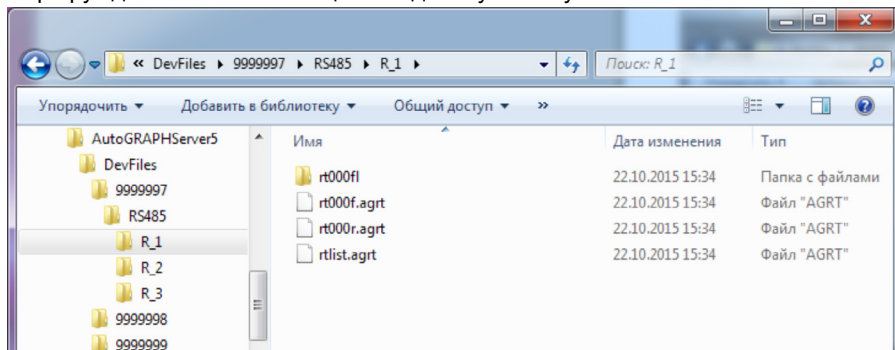 « DevFiles ▸ 9999997 ▸ RS485 ▸ R_1 ▸
Поиск: R_1
Упорядочить ▾ Добавить в библиотеку ▾ Общий доступ ▾ »
AutoGRAPHServer5
DevFiles
9999997
RS485
R_1
R_2
R_3
9999998
9999999
Имя Дата изменения Тип
rt000fl 22.10.2015 15:34 Папка с файлами
rt000f.agrt 22.10.2015 15:34 Файл "AGRT"
rt000r.agrt 22.10.2015 15:34 Файл "AGRT"
rtlist.agrt 22.10.2015 15:34 Файл "AGRT"